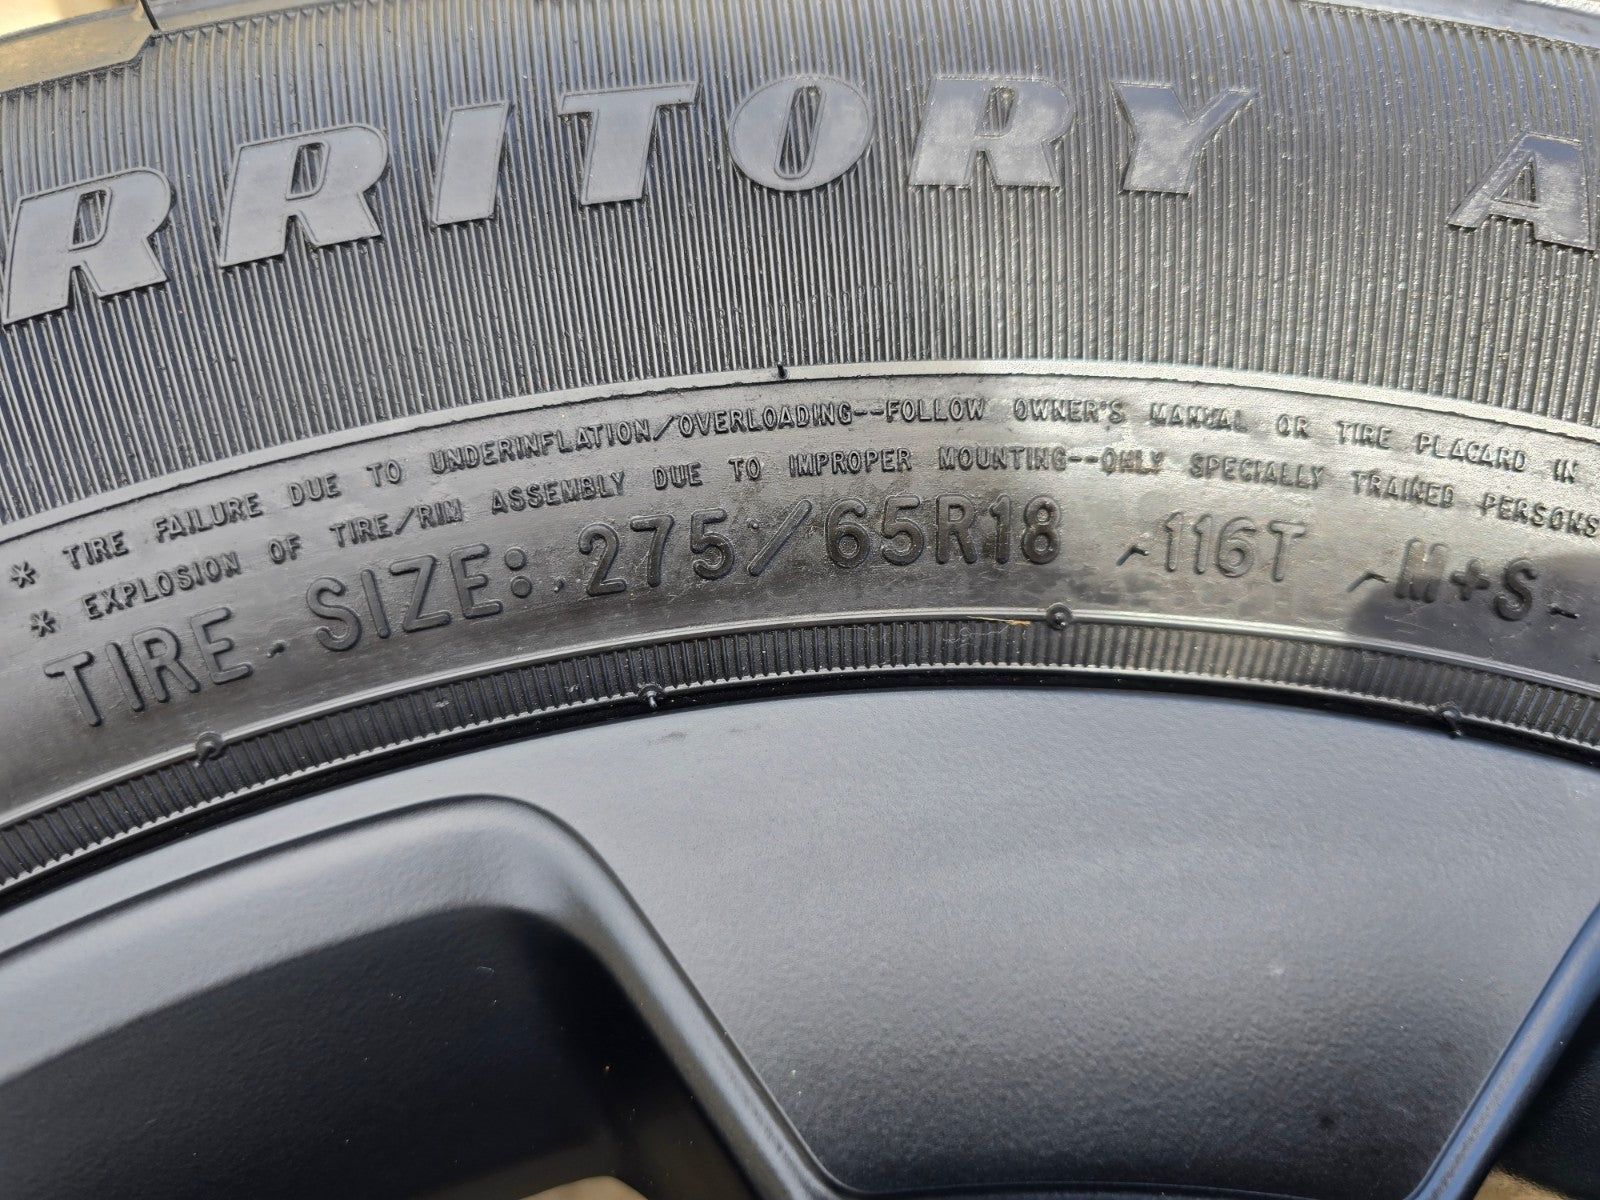 RRITORY A
* TIRE FAILURE DUE TO UNDERINFLATION/OVERLOADING--FOLLOW OWNER'S MANUAL OR TIRE PLACARD IN
* EXPLOSION OF TIRE/RIM ASSEMBLY DUE TO IMPROPER MOUNTING--ONLY SPECIALLY TRAINED PERSONS
TIRE SIZE: 275/65R18 116T M+S